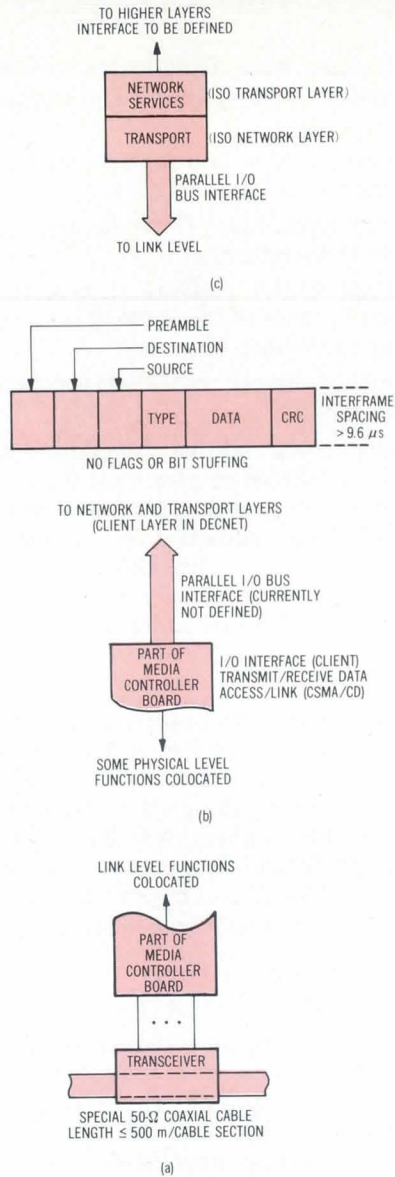 TO HIGHER LAYERS
INTERFACE TO BE DEFINED
NETWORK
SERVICES
(ISO TRANSPORT LAYER)
TRANSPORT
(ISO NETWORK LAYER)
PARALLEL I/O
BUS INTERFACE
TO LINK LEVEL
(c)
PREAMBLE
DESTINATION
SOURCE
TYPE
DATA
CRC
INTERFRAME
SPACING
>9.6 μs
NO FLAGS OR BIT STUFFING
TO NETWORK AND TRANSPORT LAYERS
(CLIENT LAYER IN DECNET)
PARALLEL I/O BUS
INTERFACE (CURRENTLY
NOT DEFINED)
PART OF
MEDIA
CONTROLLER
BOARD
I/O INTERFACE (CLIENT)
TRANSMIT/RECEIVE DATA
ACCESS/LINK (CSMA/CD)
SOME PHYSICAL LEVEL
FUNCTIONS COLOCATED
(b)
LINK LEVEL FUNCTIONS
COLOCATED
PART OF
MEDIA
CONTROLLER
BOARD
...
TRANSCEIVER
SPECIAL 50-Ω COAXIAL CABLE
LENGTH ≤ 500 m/CABLE SECTION
(a)